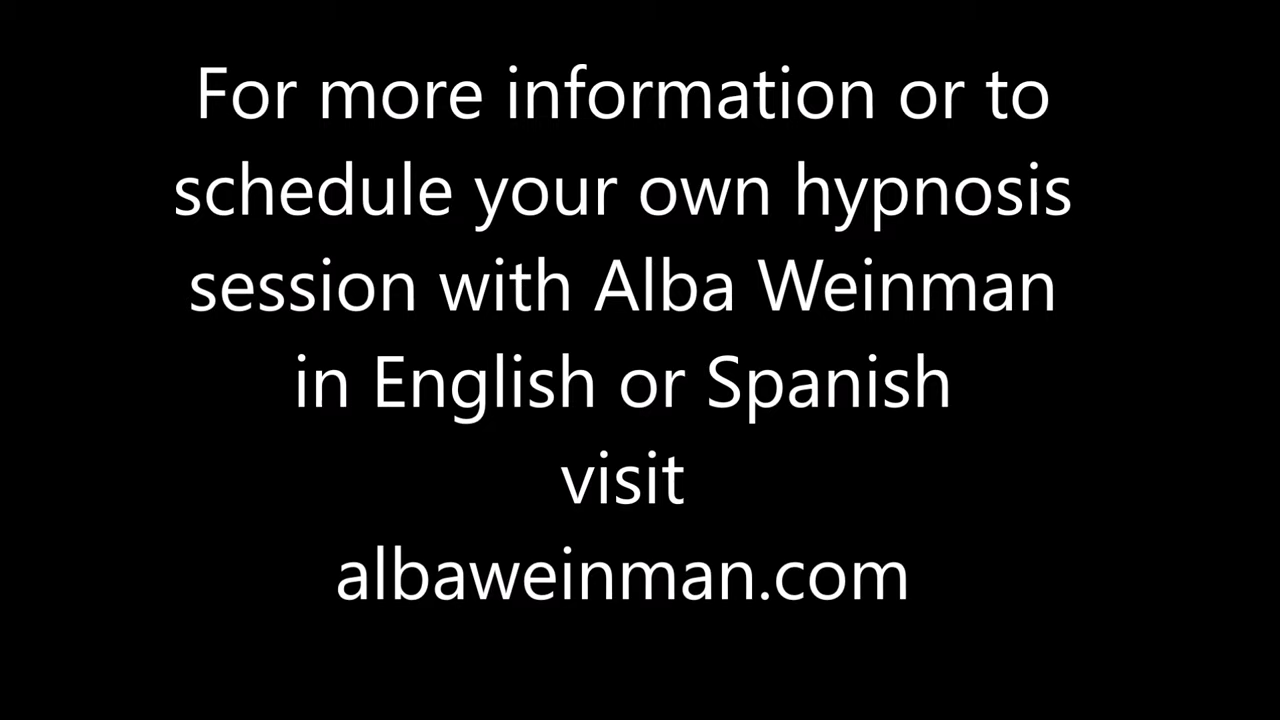 For more information or to
schedule your own hypnosis
session with Alba Weinman
in English or Spanish
visit
albaweinman.com